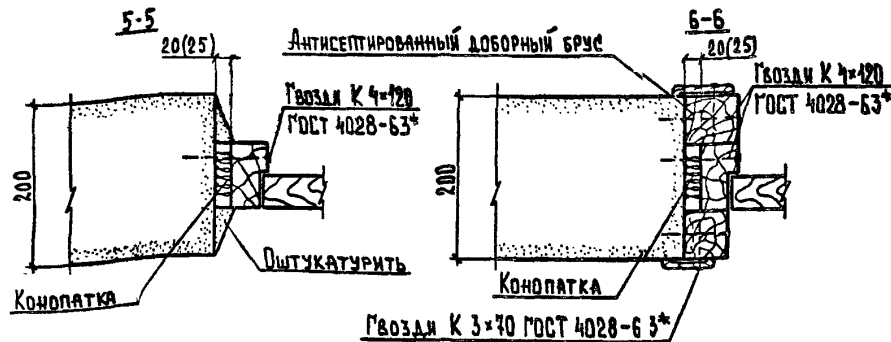 5-5
20(25)
200
Гвозди К 4×120
ГОСТ 4028-63*
Оштукатурить
Конопатка
6-6
20(25)
Антисептированный доборный брус
Гвозди К 4×120
ГОСТ 4028-63*
200
Конопатка
Гвозди К 3×70 ГОСТ 4028-63*